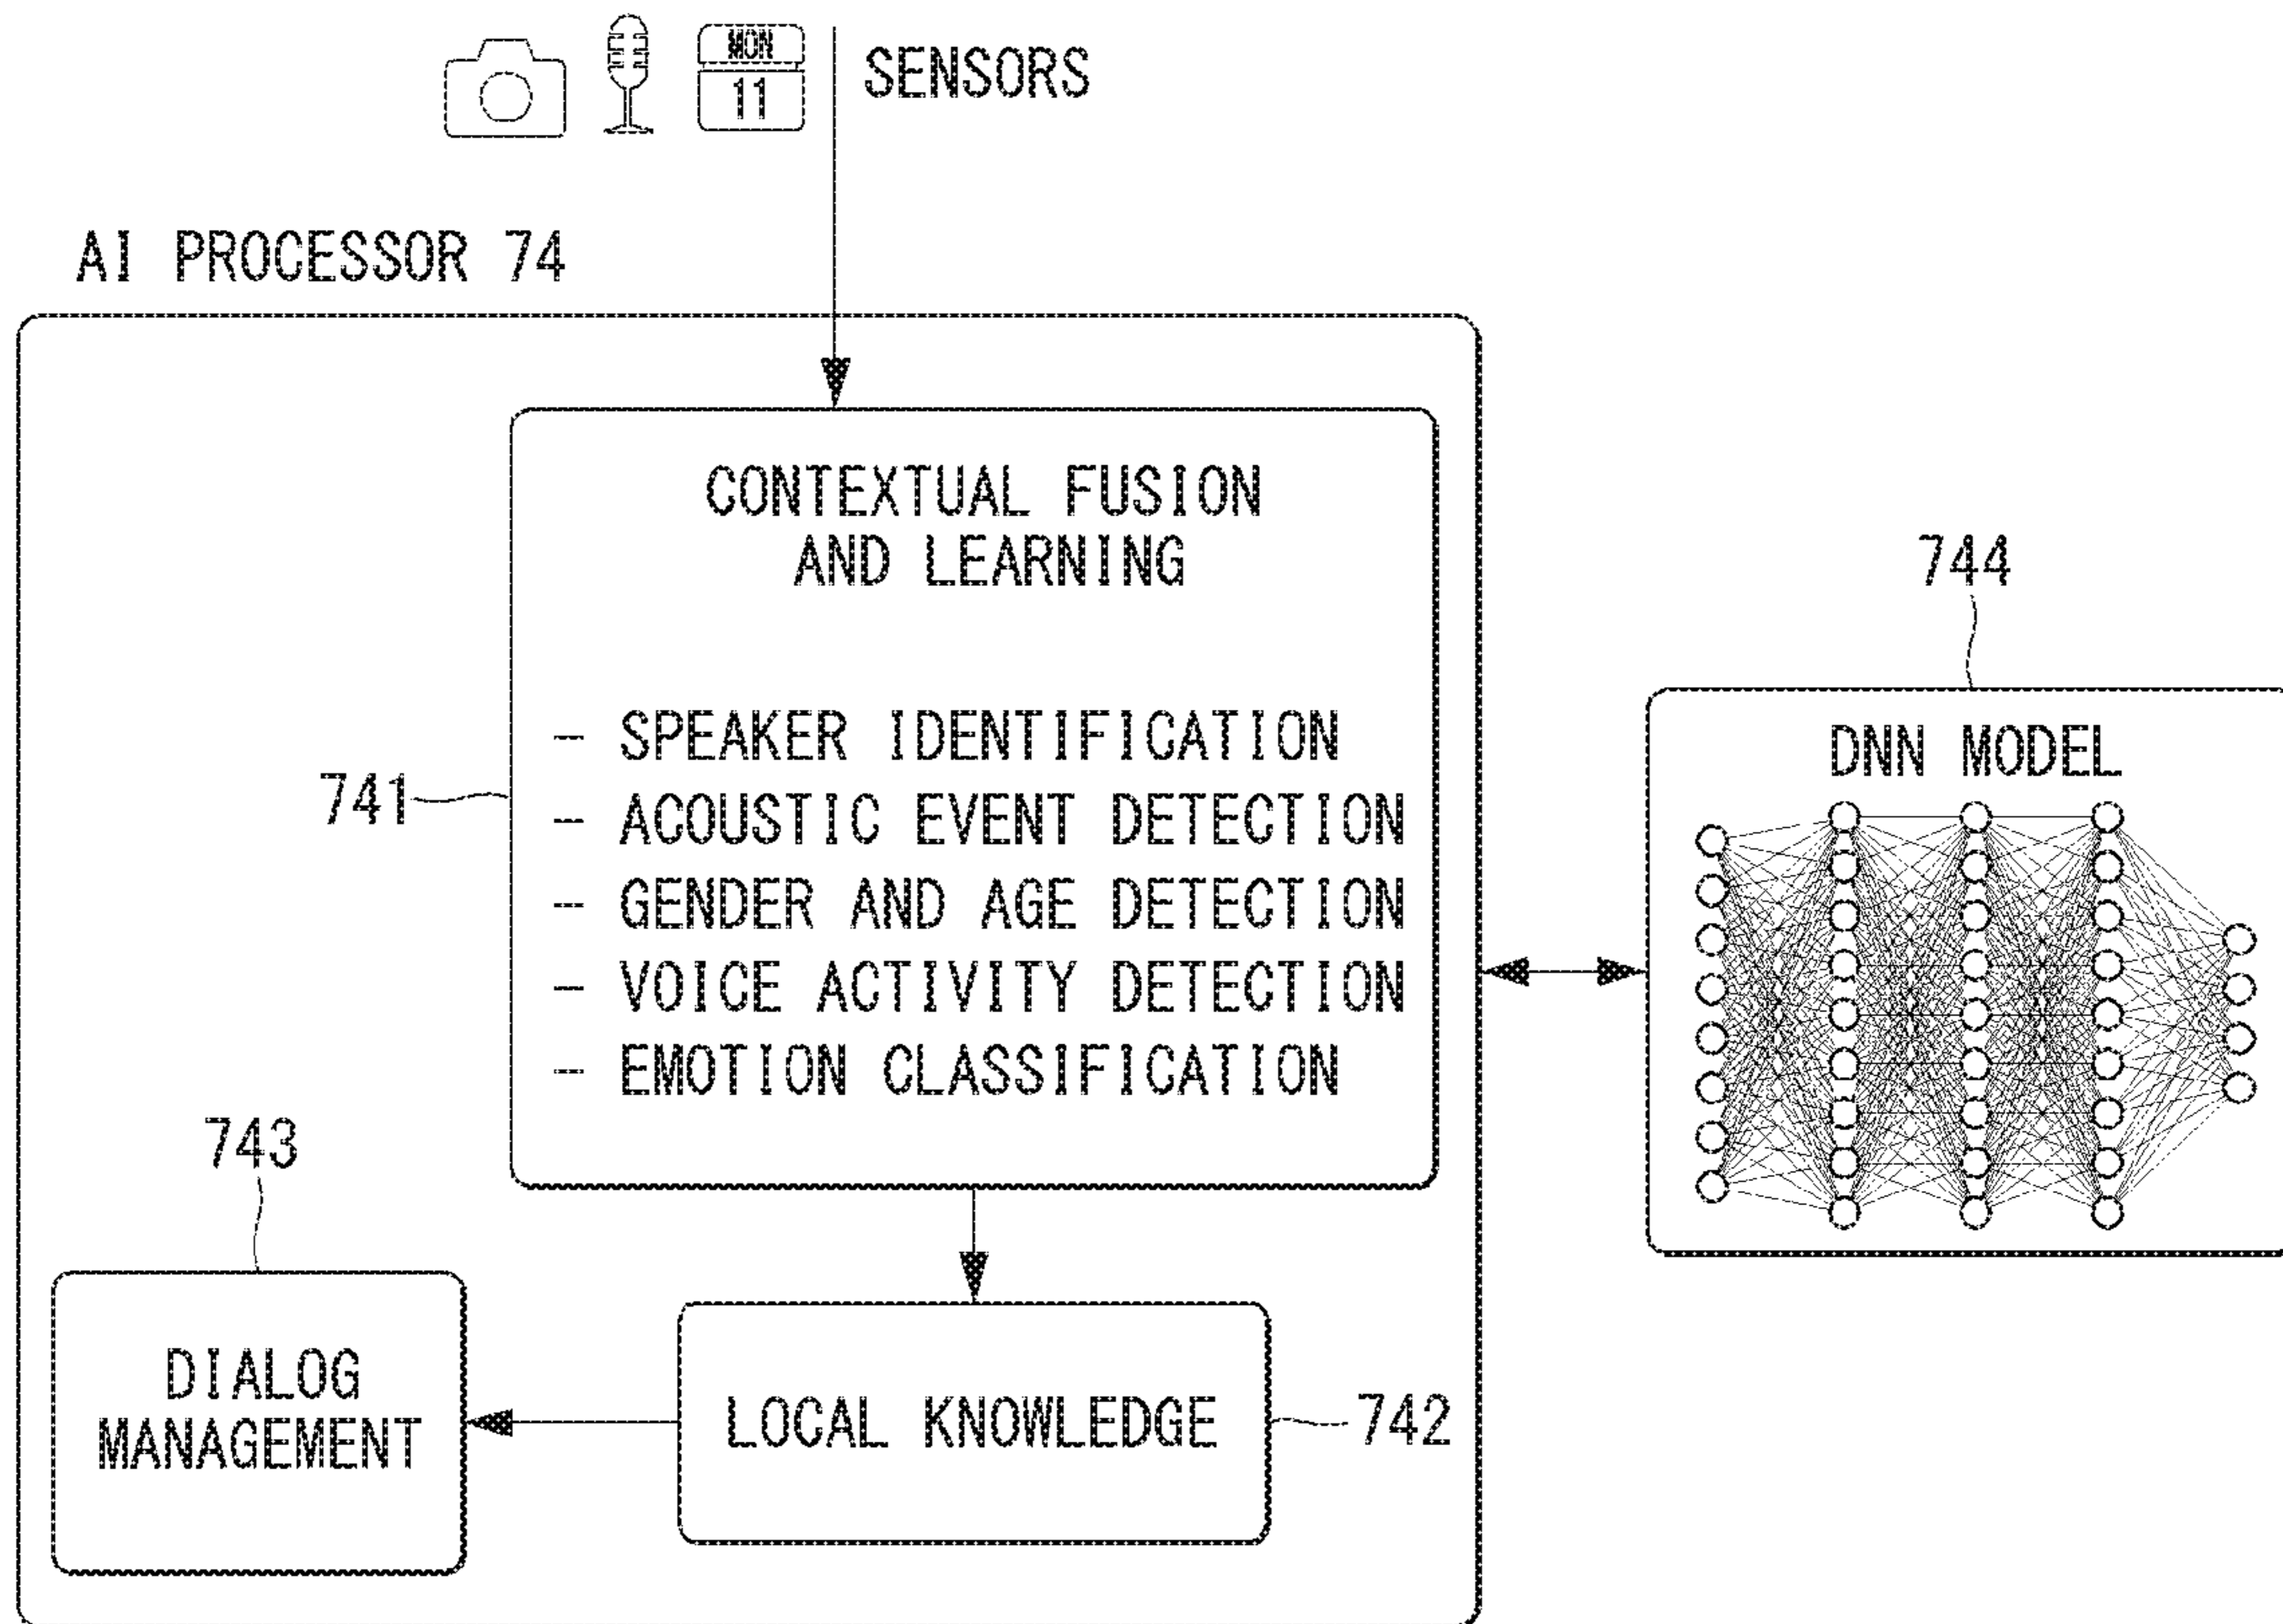 MON
11
SENSORS
AI PROCESSOR 74
CONTEXTUAL FUSION
AND LEARNING
- SPEAKER IDENTIFICATION
- ACOUSTIC EVENT DETECTION
- GENDER AND AGE DETECTION
- VOICE ACTIVITY DETECTION
- EMOTION CLASSIFICATION
741
744
DNN MODEL
743
DIALOG
MANAGEMENT
LOCAL KNOWLEDGE
742